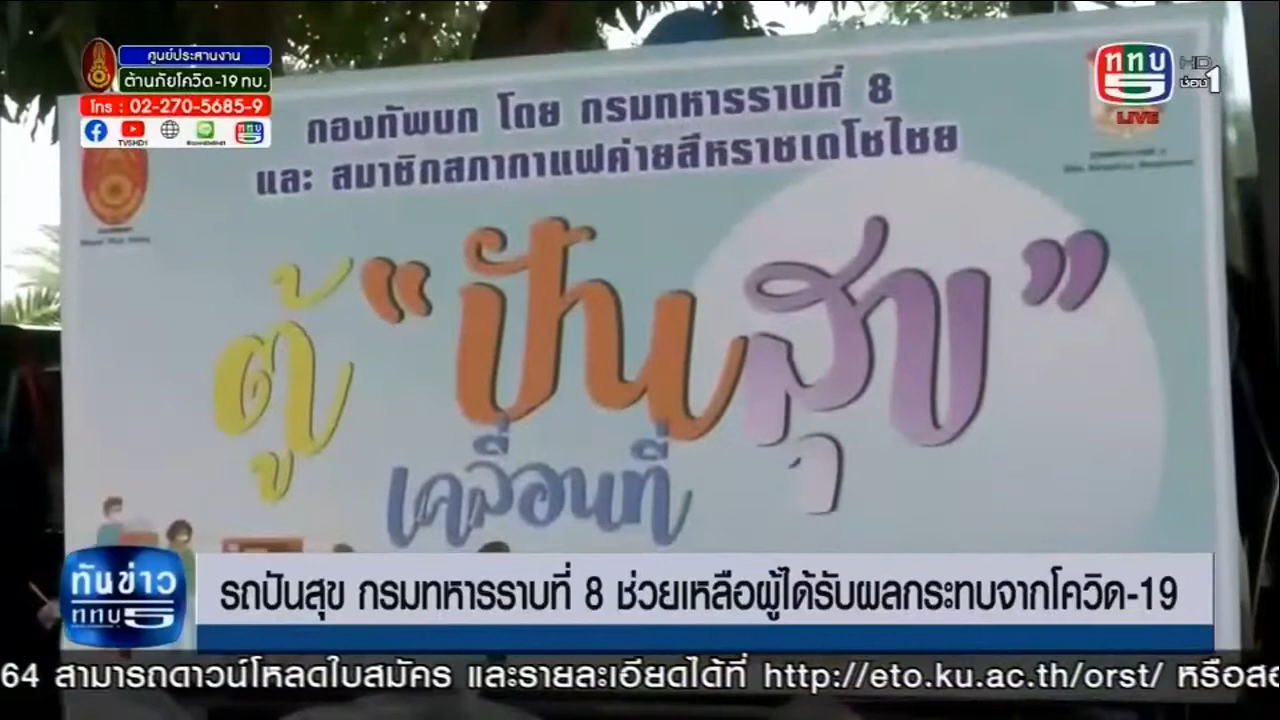 ศูนย์ประสานงาน
ต้านภัยโควิด-19 ทบ.
โทร : 02-270-5685-9
TV5HD1
ททบ 5
ททบ 5
HD
ช่อง 1
LIVE
กองทัพบก โดย กรมทหารราบที่ 8
และ สมาชิกสภากาแฟค่ายสีหราชเดโชไชย
ตู้ “ปันสุข”
เคลื่อนที่
ทันข่าว
ททบ 5
รถปันสุข กรมทหารราบที่ 8 ช่วยเหลือผู้ได้รับผลกระทบจากโควิด-19
64 สามารถดาวน์โหลดใบสมัคร และรายละเอียดได้ที่ http://eto.ku.ac.th/orst/ หรือส